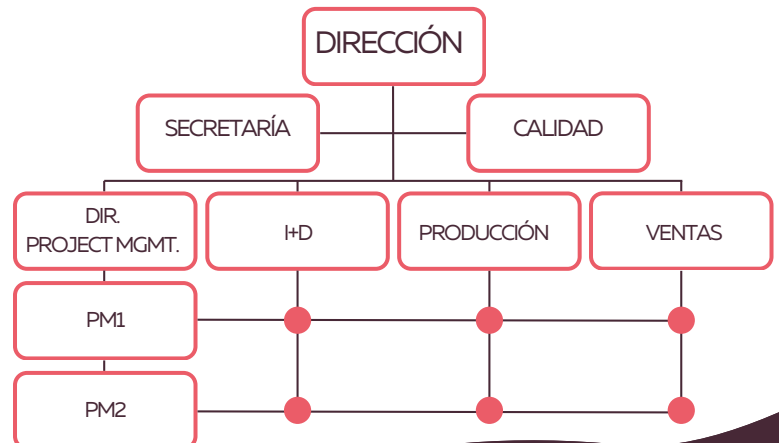 DIRECCIÓN
SECRETARÍA
CALIDAD
DIR.
PROJECT MGMT.
I+D
PRODUCCIÓN
VENTAS
PM1
PM2